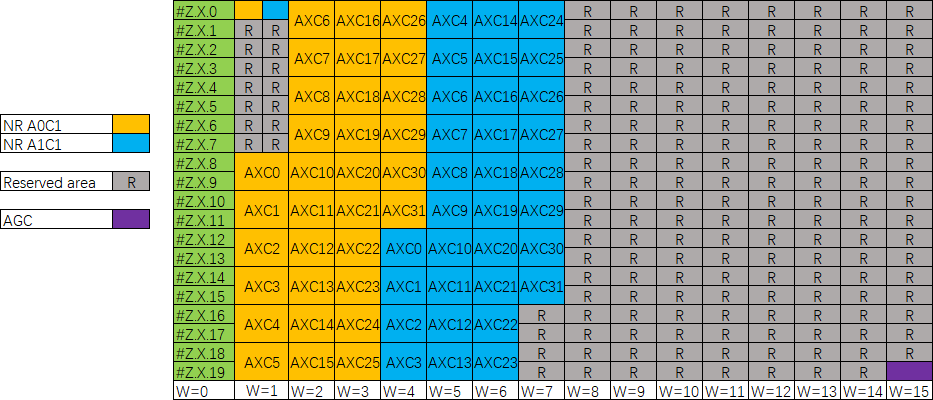 NR A0C1
NR A1C1
Reserved area R
AGC
#Z.X.0 AXC6 AXC16 AXC26 AXC4 AXC14 AXC24 R R R R R R R R
#Z.X.1 R R R R R R R R R R
#Z.X.2 R R AXC7 AXC17 AXC27 AXC5 AXC15 AXC25 R R R R R R R R
#Z.X.3 R R R R R R R R R R
#Z.X.4 R R AXC8 AXC18 AXC28 AXC6 AXC16 AXC26 R R R R R R R R
#Z.X.5 R R R R R R R R R R
#Z.X.6 R R AXC9 AXC19 AXC29 AXC7 AXC17 AXC27 R R R R R R R R
#Z.X.7 R R R R R R R R R R
#Z.X.8 AXC0 AXC10 AXC20 AXC30 AXC8 AXC18 AXC28 R R R R R R R R
#Z.X.9 R R R R R R R R
#Z.X.10 AXC1 AXC11 AXC21 AXC31 AXC9 AXC19 AXC29 R R R R R R R R
#Z.X.11 R R R R R R R R
#Z.X.12 AXC2 AXC12 AXC22 AXC0 AXC10 AXC20 AXC30 R R R R R R R R
#Z.X.13 R R R R R R R R
#Z.X.14 AXC3 AXC13 AXC23 AXC1 AXC11 AXC21 AXC31 R R R R R R R R
#Z.X.15 R R R R R R R R
#Z.X.16 AXC4 AXC14 AXC24 AXC2 AXC12 AXC22 R R R R R R R R R
#Z.X.17 R R R R R R R R R
#Z.X.18 AXC5 AXC15 AXC25 AXC3 AXC13 AXC23 R R R R R R R R R
#Z.X.19 R R R R R R R R
W=0 W=1 W=2 W=3 W=4 W=5 W=6 W=7 W=8 W=9 W=10 W=11 W=12 W=13 W=14 W=15